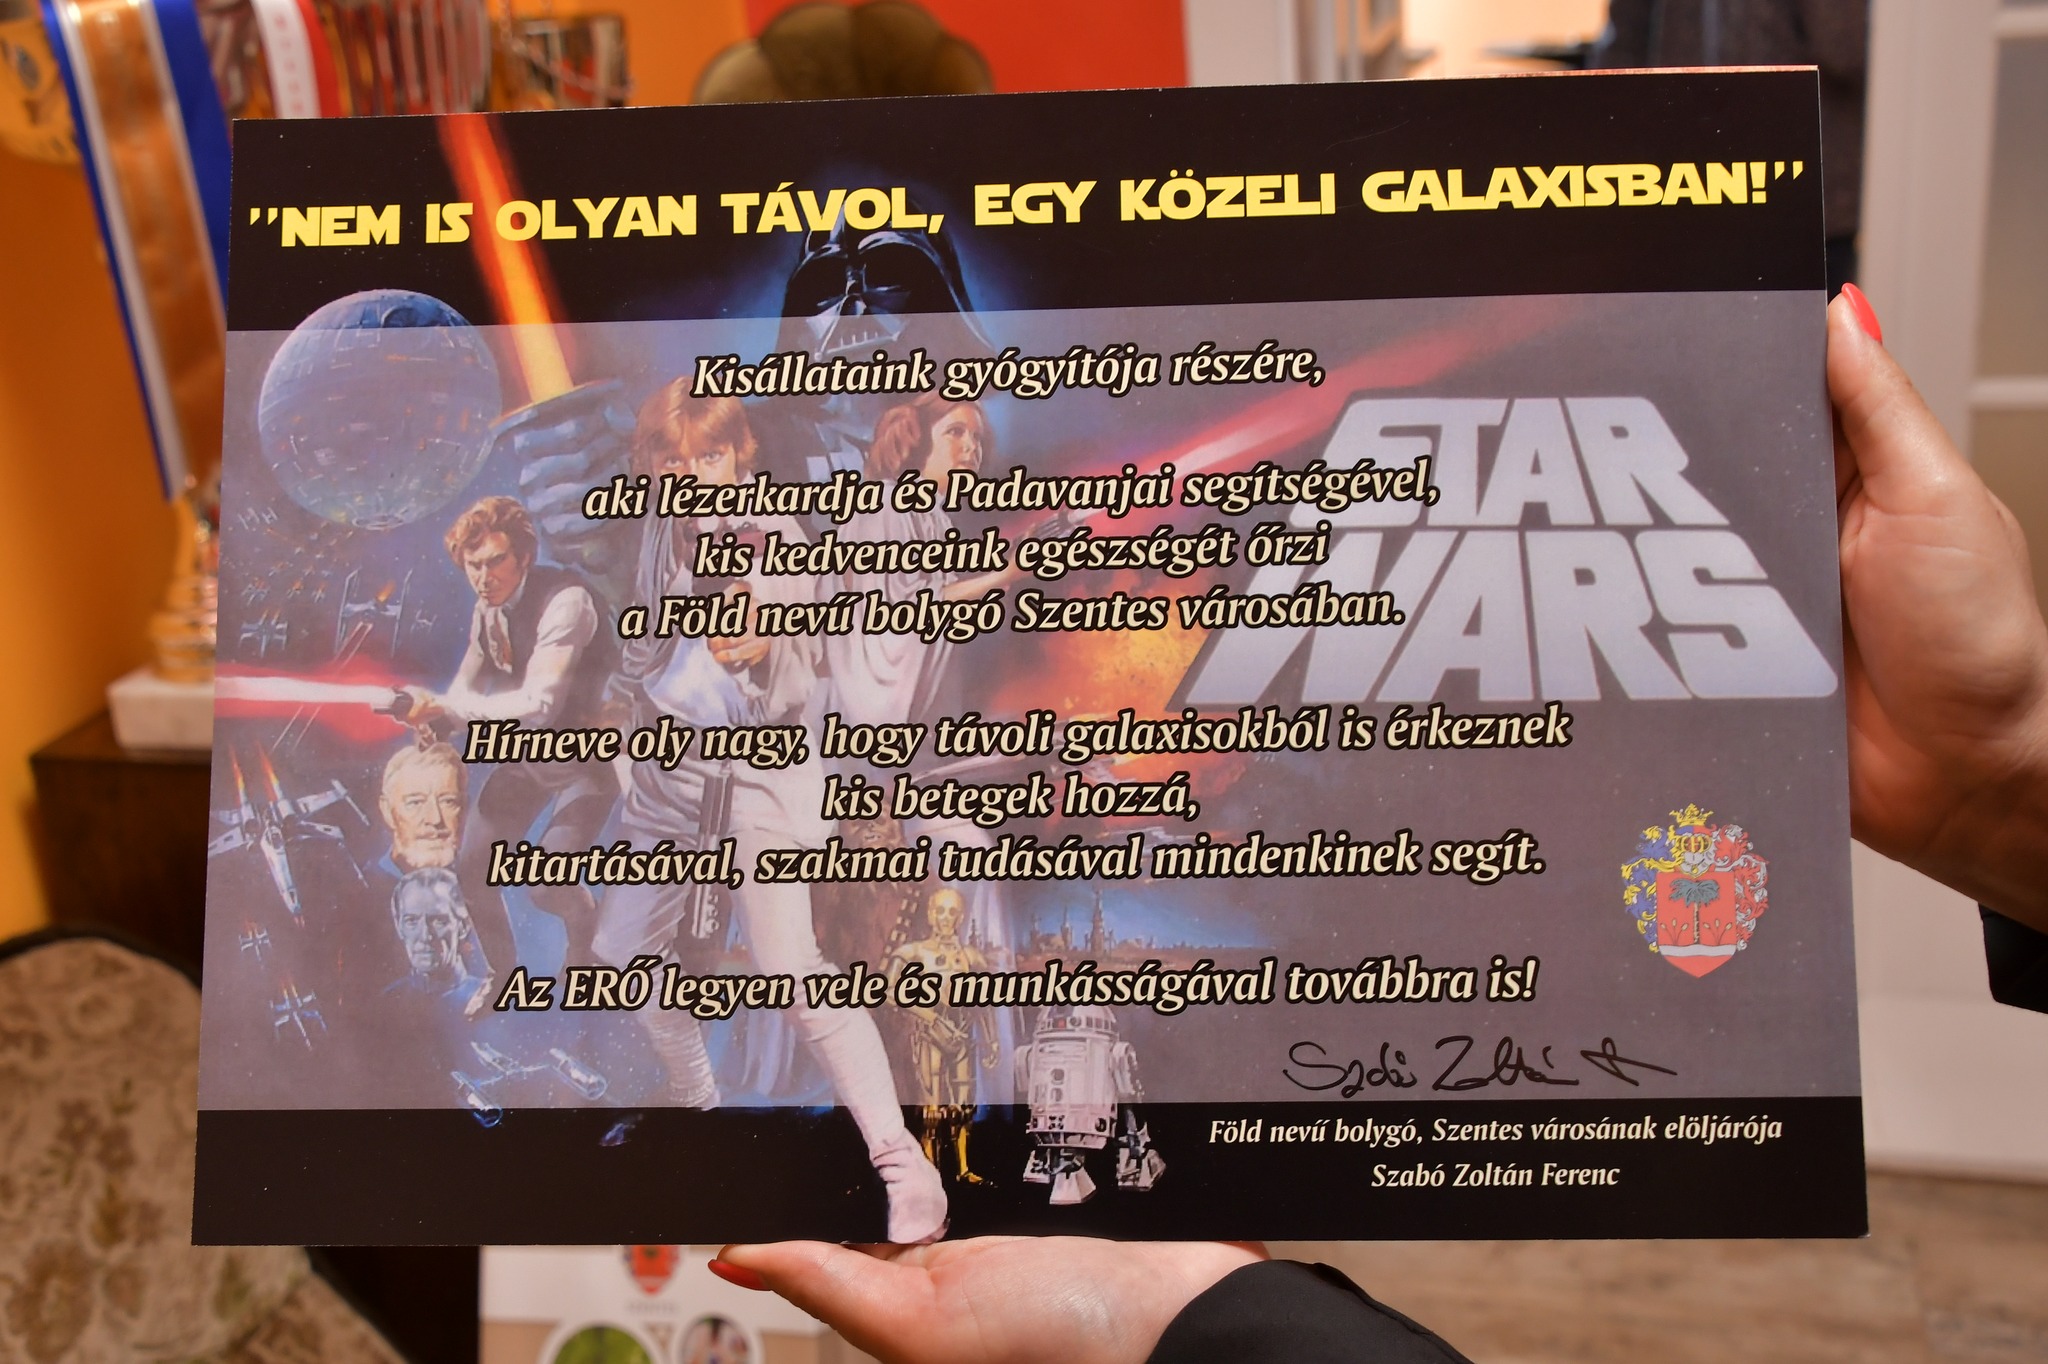 "NEM IS OLYAN TÁVOL, EGY KÖZELI GALAXISBAN!"
Kisállataink gyógyítója részére,
aki lézerkardja és Padavanjai segítségével,
kis kedvenceink egészségét őrzi
a Föld nevű bolygó Szentes városában.
STAR
WARS
Hírneve oly nagy, hogy távoli galaxisokból is érkeznek
kis betegek hozzá,
kitartásával, szakmai tudásával mindenkinek segít.
Az ERŐ legyen vele és munkásságával továbbra is!
Szabó Zoltán F
Föld nevű bolygó, Szentes városának elöljárója
Szabó Zoltán Ferenc